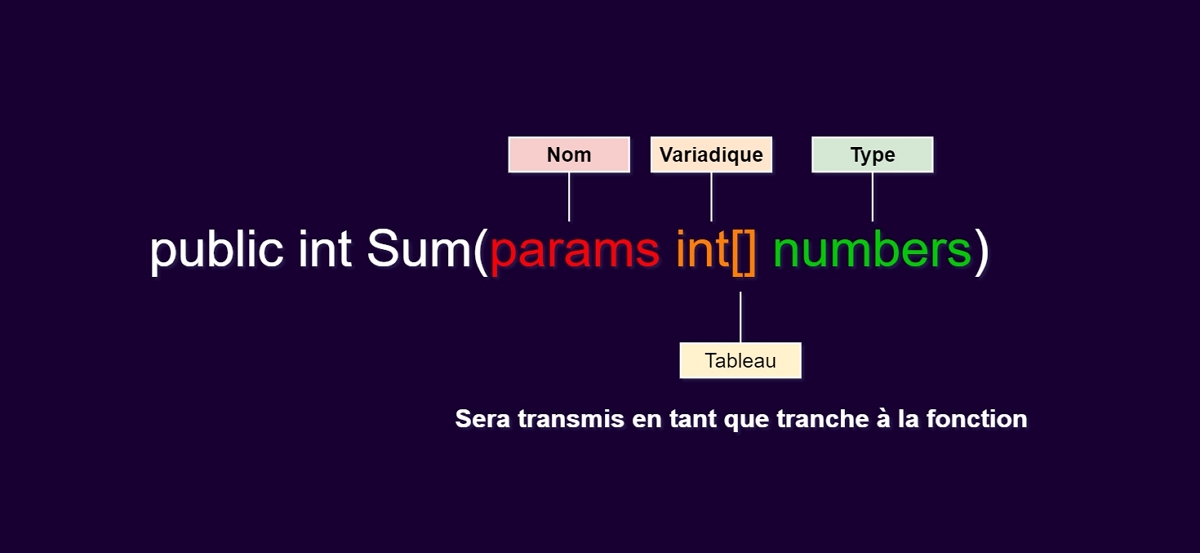 Nom Variadique Type
public int Sum(params int[] numbers)
Tableau
Sera transmis en tant que tranche à la fonction